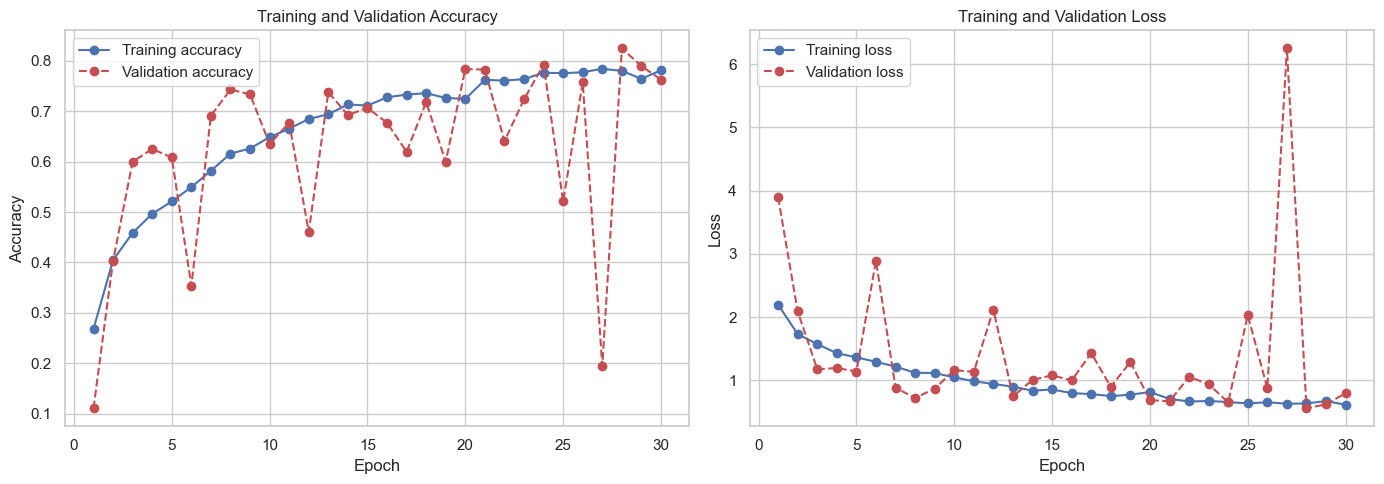 Training and Validation Accuracy
Training accuracy
Validation accuracy
0.8
0.7
0.6
0.5
0.4
0.3
0.2
0.1
Accuracy
0
5
10
15
20
25
30
Epoch
Training and Validation Loss
Training loss
Validation loss
6
5
4
3
2
1
Loss
0
5
10
15
20
25
30
Epoch